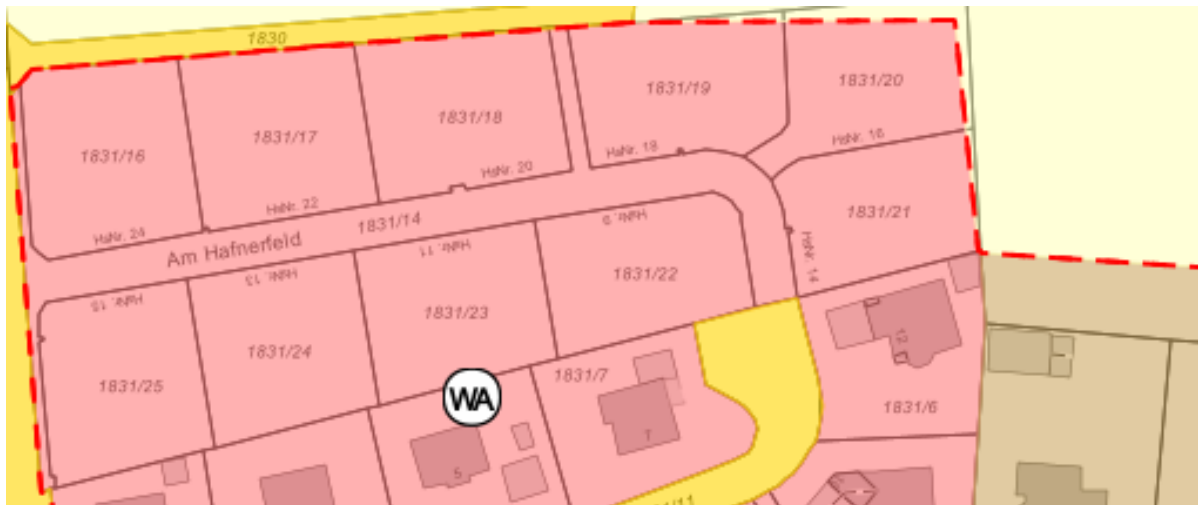 1830
1831/16
1831/17
1831/18
1831/19
1831/20
HsNr. 24
HsNr. 22
HsNr. 20
HsNr. 18
HsNr. 16
Am Hafnerfeld
1831/14
1831/21
HsNr. 15
HsNr. 13
HsNr. 11
HsNr. 9
HsNr. 14
1831/22
1831/23
1831/24
1831/25
12
1831/7
WA
1831/6
7
5